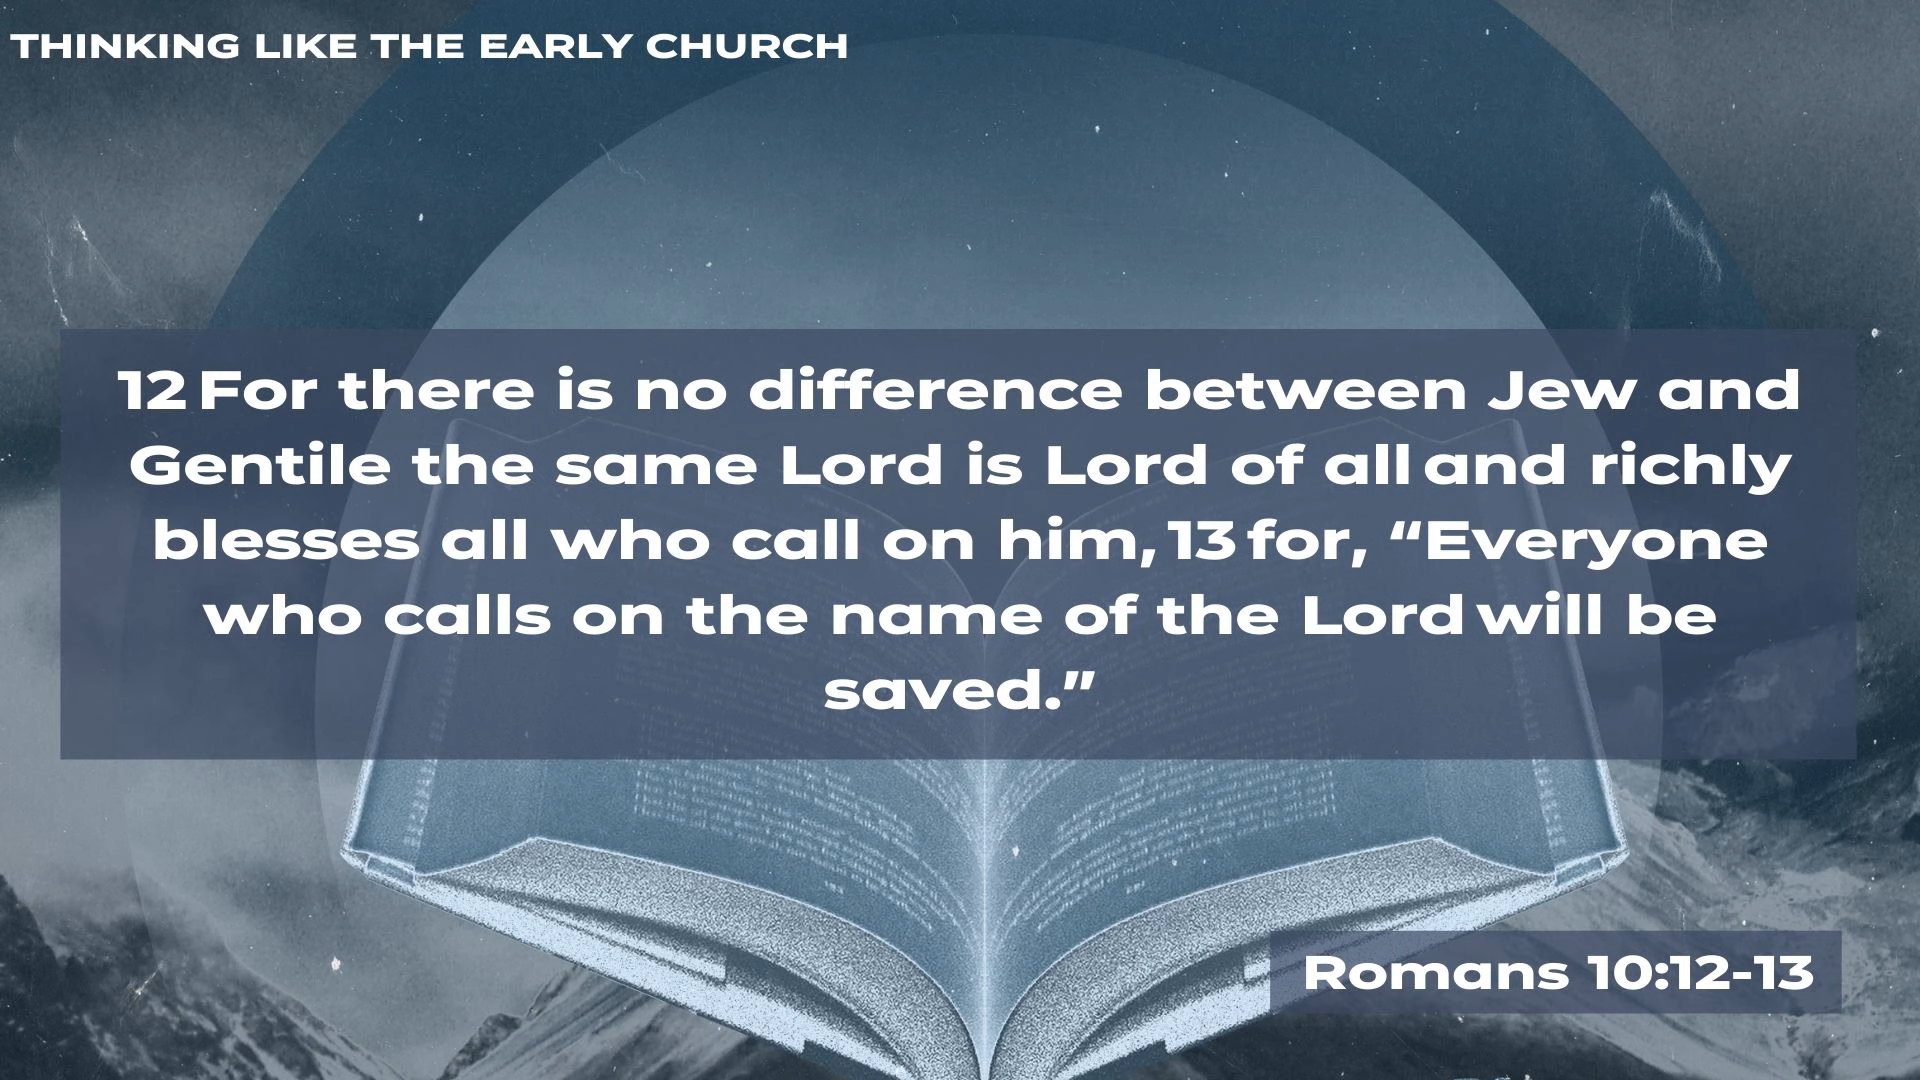 THINKING LIKE THE EARLY CHURCH
12 For there is no difference between Jew and
Gentile the same Lord is Lord of all and richly
blesses all who call on him, 13 for, “Everyone
who calls on the name of the Lord will be
saved.”
Romans 10:12-13